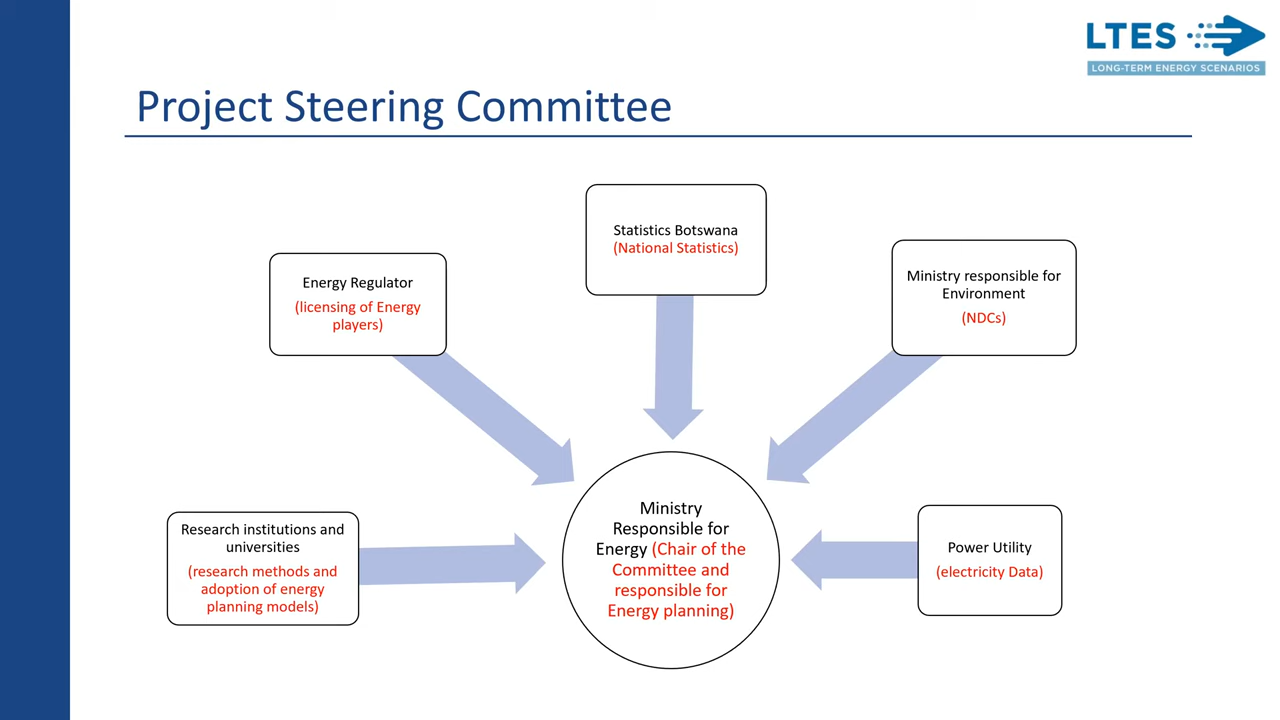 LTES
LONG-TERM ENERGY SCENARIOS
Project Steering Committee
Statistics Botswana
(National Statistics)
Energy Regulator
(licensing of Energy
players)
Ministry responsible for
Environment
(NDCs)
Research institutions and
universities
(research methods and
adoption of energy
planning models)
Ministry
Responsible for
Energy (Chair of the
Committee and
responsible for
Energy planning)
Power Utility
(electricity Data)